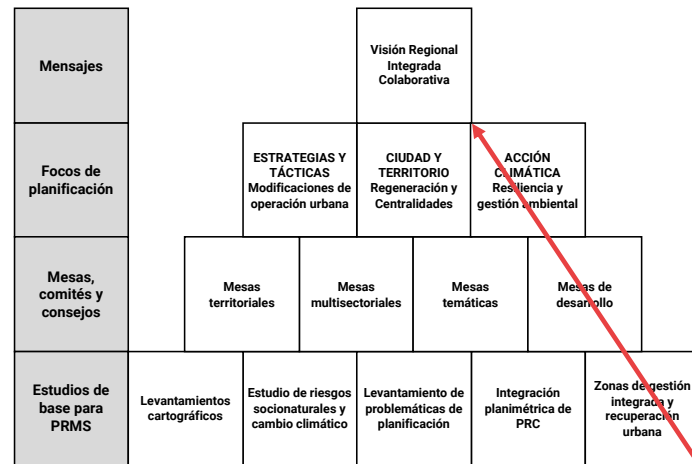 Mensajes
Visión Regional
Integrada
Colaborativa
Focos de
planificación
ESTRATEGIAS Y
TÁCTICAS
Modificaciones de
operación urbana
CIUDAD Y
TERRITORIO
Regeneración y
Centralidades
ACCIÓN
CLIMÁTICA
Resiliencia y
gestión ambiental
Mesas,
comités y
consejos
Mesas
territoriales
Mesas
multisectoriales
Mesas
temáticas
Mesas de
desarollo
Estudios de
base para
PRMS
Levantamientos
cartográficos
Estudio de riesgos
socionaturales y
cambio climático
Levantamiento de
problemáticas de
planificación
Integración
planimétrica de
PRC
Zonas de gestión
integrada y
recuperación
urbana